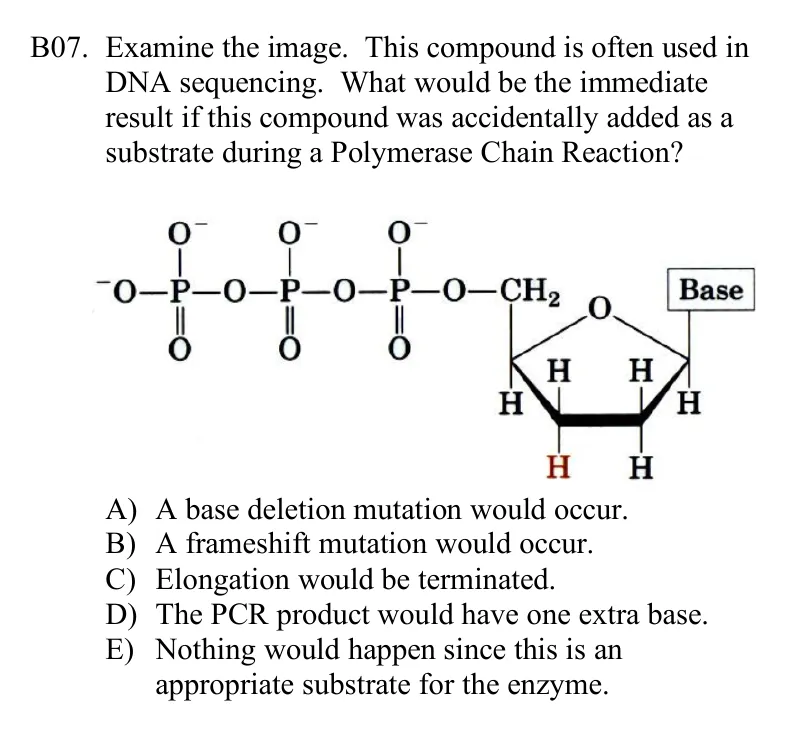 B07. Examine the image. This compound is often used in
DNA sequencing. What would be the immediate
result if this compound was accidentally added as a
substrate during a Polymerase Chain Reaction?
O⁻ O⁻ O⁻
⁻O—P—O—P—O—P—O—CH₂ O Base
O O O
H H
H H
H H
A) A base deletion mutation would occur.
B) A frameshift mutation would occur.
C) Elongation would be terminated.
D) The PCR product would have one extra base.
E) Nothing would happen since this is an
appropriate substrate for the enzyme.